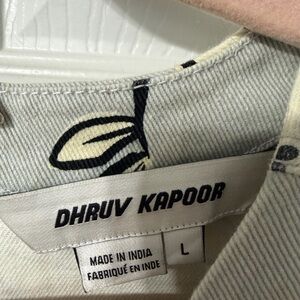 DHRUV KAPOOR
MADE IN INDIA
FABRIQUÉ EN INDE
L